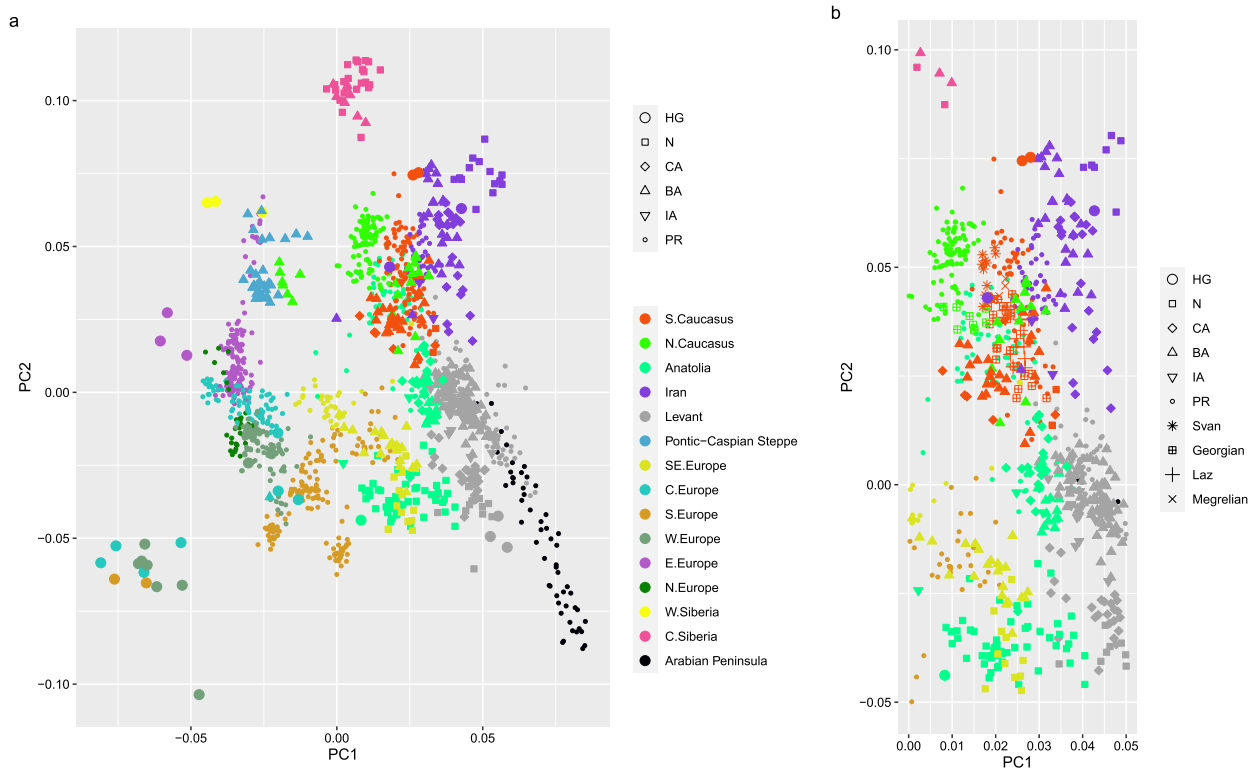 a
PC2
0.10
0.05
0.00
−0.05
−0.10
−0.05
0.00
0.05
PC1
HG
N
CA
BA
IA
PR
S.Caucasus
N.Caucasus
Anatolia
Iran
Levant
Pontic−Caspian Steppe
SE.Europe
C.Europe
S.Europe
W.Europe
E.Europe
N.Europe
W.Siberia
C.Siberia
Arabian Peninsula
b
PC2
0.10
0.05
0.00
−0.05
0.00 0.01 0.02 0.03 0.04 0.05
PC1
HG
N
CA
BA
IA
PR
Svan
Georgian
Laz
Megrelian